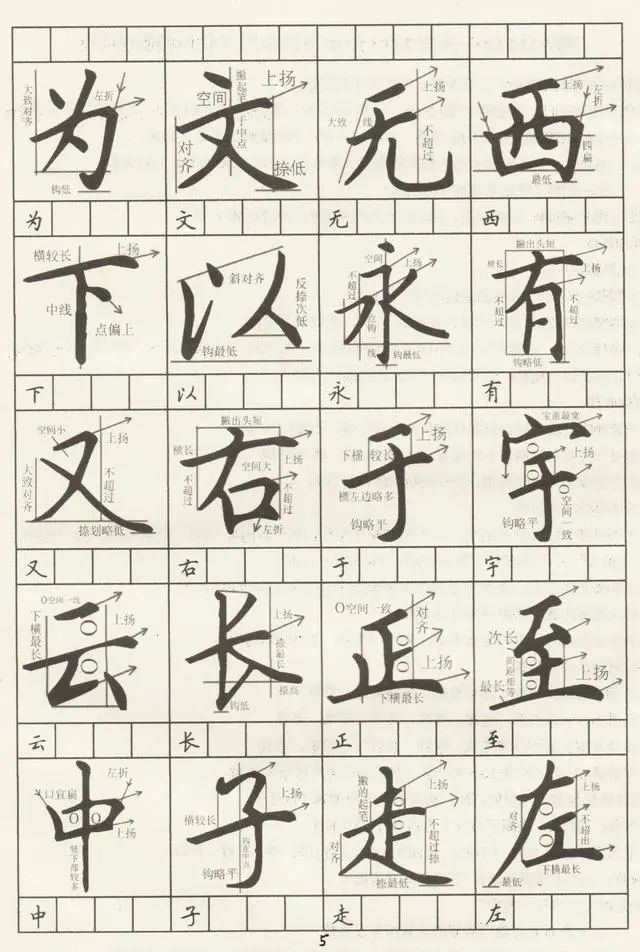 大致对齐
左折
为
钩低
空间
撇起笔于中点
上扬
对齐
文
捺低
上扬
大致一线
无
不超过
上扬
左折
西
四扁
最低
为 文 无 西
横较长
上扬
下
中线
点偏上
斜对齐
以
反捺次低
钩最低
空间
上扬
不超过
永
点钩一线
钩最低
撇出头短
横长
上扬
不超过
有
不超过
钩略低
下 以 永 有
空间小
上扬
大致对齐
又
不超过
捺划略低
撇出头短
横长
上扬
不超过
右
空间大
不超过
左折
上扬
下横较长
于
横左边略多
钩略平
宝盖最宽
上扬
宇
钩略平
O空间一致
又 右 于 宇
O空间一致
下横最长
上扬
云
上扬
长
捺最长
捺高
钩低
O空间一致
对齐
正
上扬
下横最长
次长
至
间距相等
上扬
最长
云 长 正 至
左折
口宜扁
中
上扬
竖下部较多
上扬
横较长
子
钩在中点
钩略平
撇的起笔
上扬
对齐
走
不超过捺
捺最低
上扬
对齐
左
不超出
下横最长
最低
中 子 走 左
5